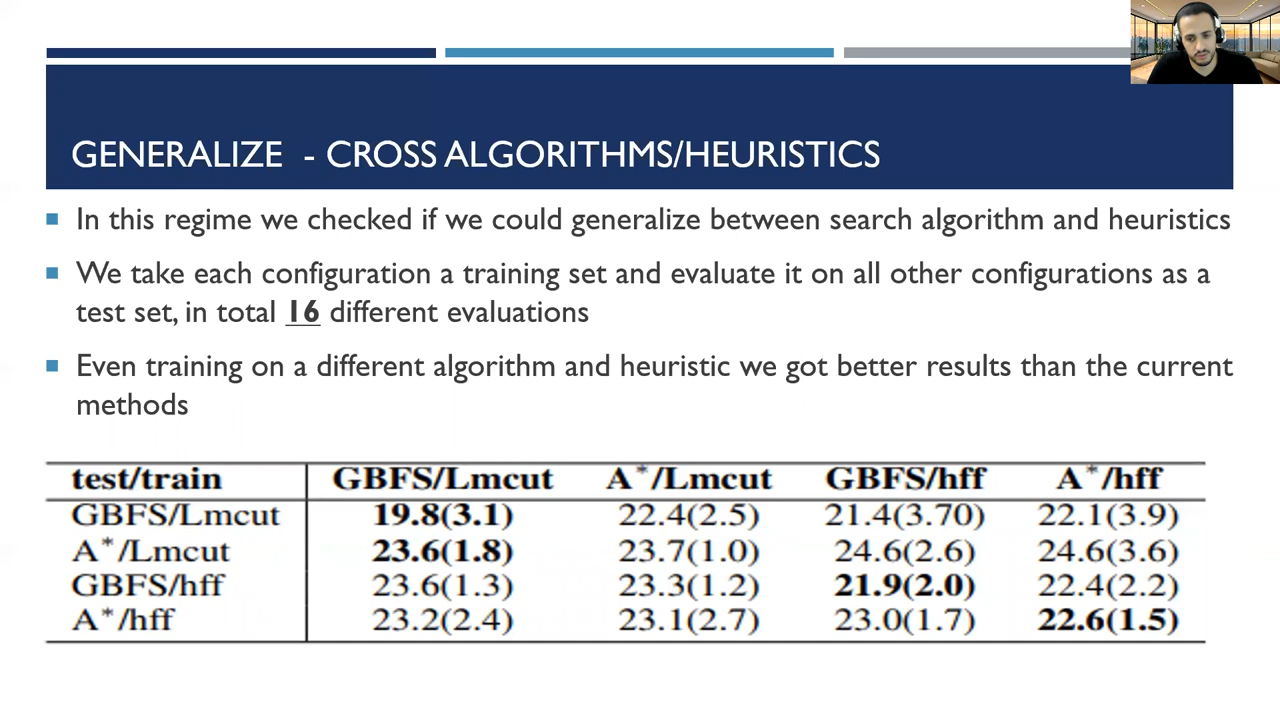 GENERALIZE - CROSS ALGORITHMS/HEURISTICS
In this regime we checked if we could generalize between search algorithm and heuristics
We take each configuration a training set and evaluate it on all other configurations as a
test set, in total 16 different evaluations
Even training on a different algorithm and heuristic we got better results than the current
methods
test/train GBFS/Lmcut A*/Lmcut GBFS/hff A*/hff
GBFS/Lmcut 19.8(3.1) 22.4(2.5) 21.4(3.70) 22.1(3.9)
A*/Lmcut 23.6(1.8) 23.7(1.0) 24.6(2.6) 24.6(3.6)
GBFS/hff 23.6(1.3) 23.3(1.2) 21.9(2.0) 22.4(2.2)
A*/hff 23.2(2.4) 23.1(2.7) 23.0(1.7) 22.6(1.5)